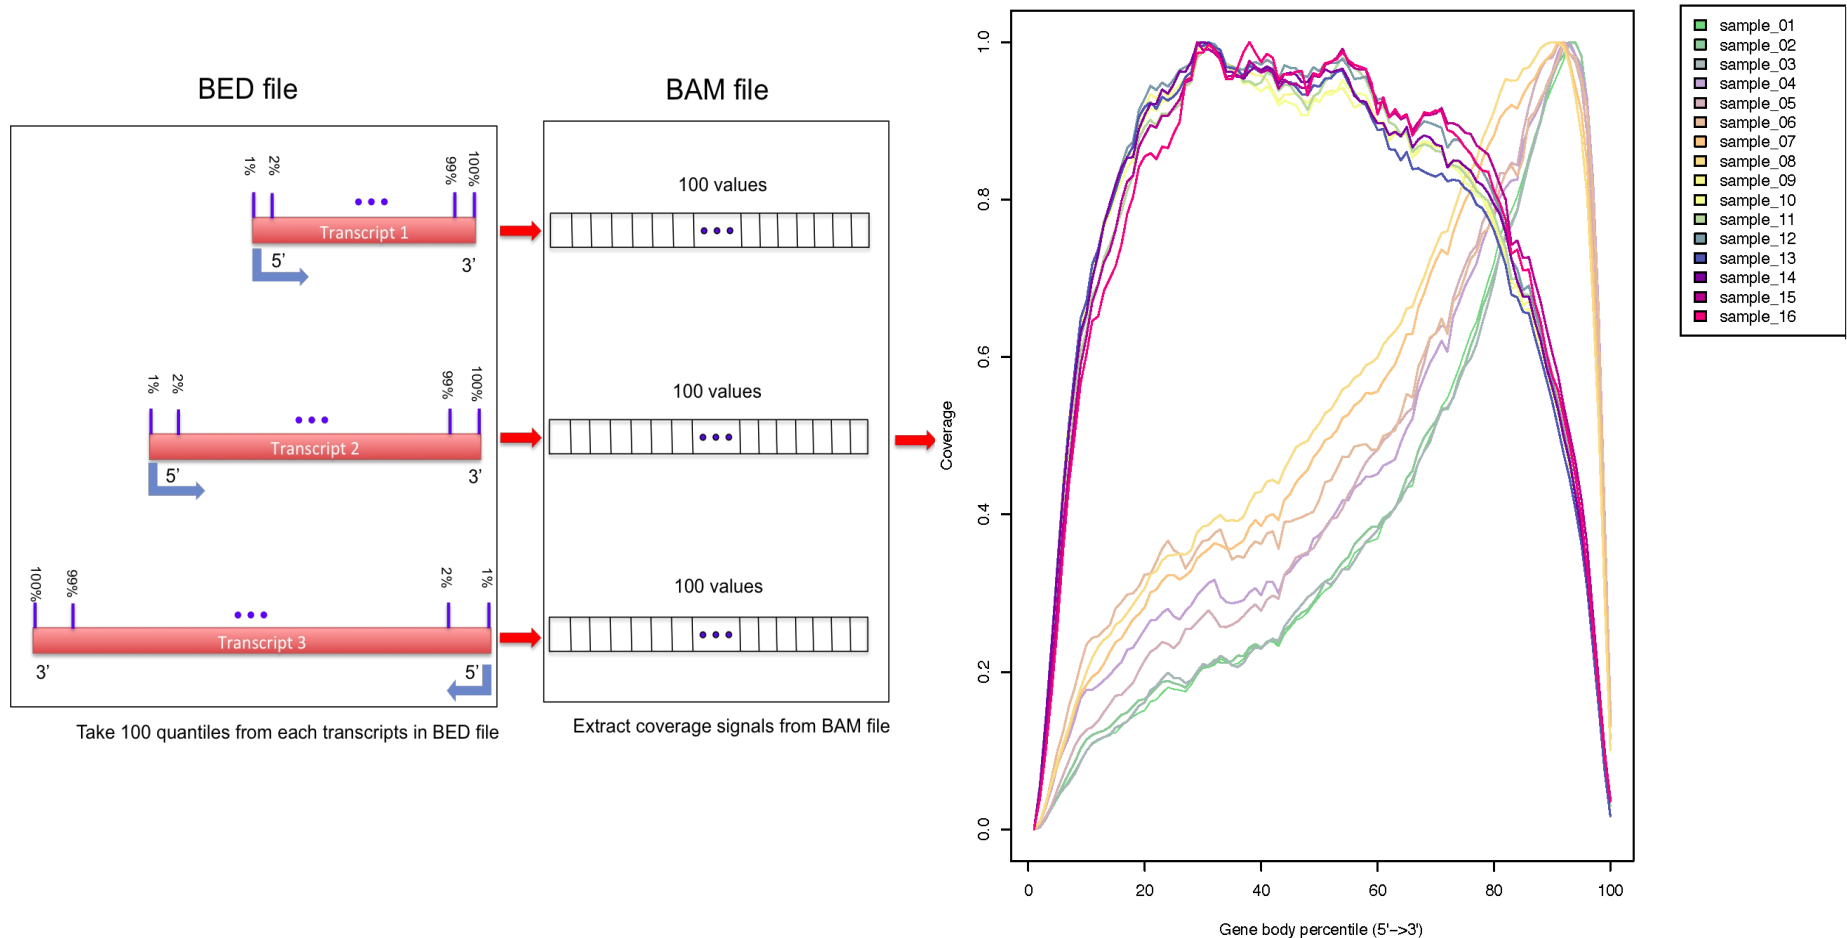 BED file
1%
2%
99%
100%
Transcript 1
5’
3’
1%
2%
99%
100%
Transcript 2
5’
3’
100%
99%
2%
1%
Transcript 3
3’
5’
Take 100 quantiles from each transcripts in BED file
BAM file
100 values
100 values
100 values
Extract coverage signals from BAM file
Coverage
1.0
0.8
0.6
0.4
0.2
0.0
0
20
40
60
80
100
Gene body percentile (5'−>3')
sample_01
sample_02
sample_03
sample_04
sample_05
sample_06
sample_07
sample_08
sample_09
sample_10
sample_11
sample_12
sample_13
sample_14
sample_15
sample_16